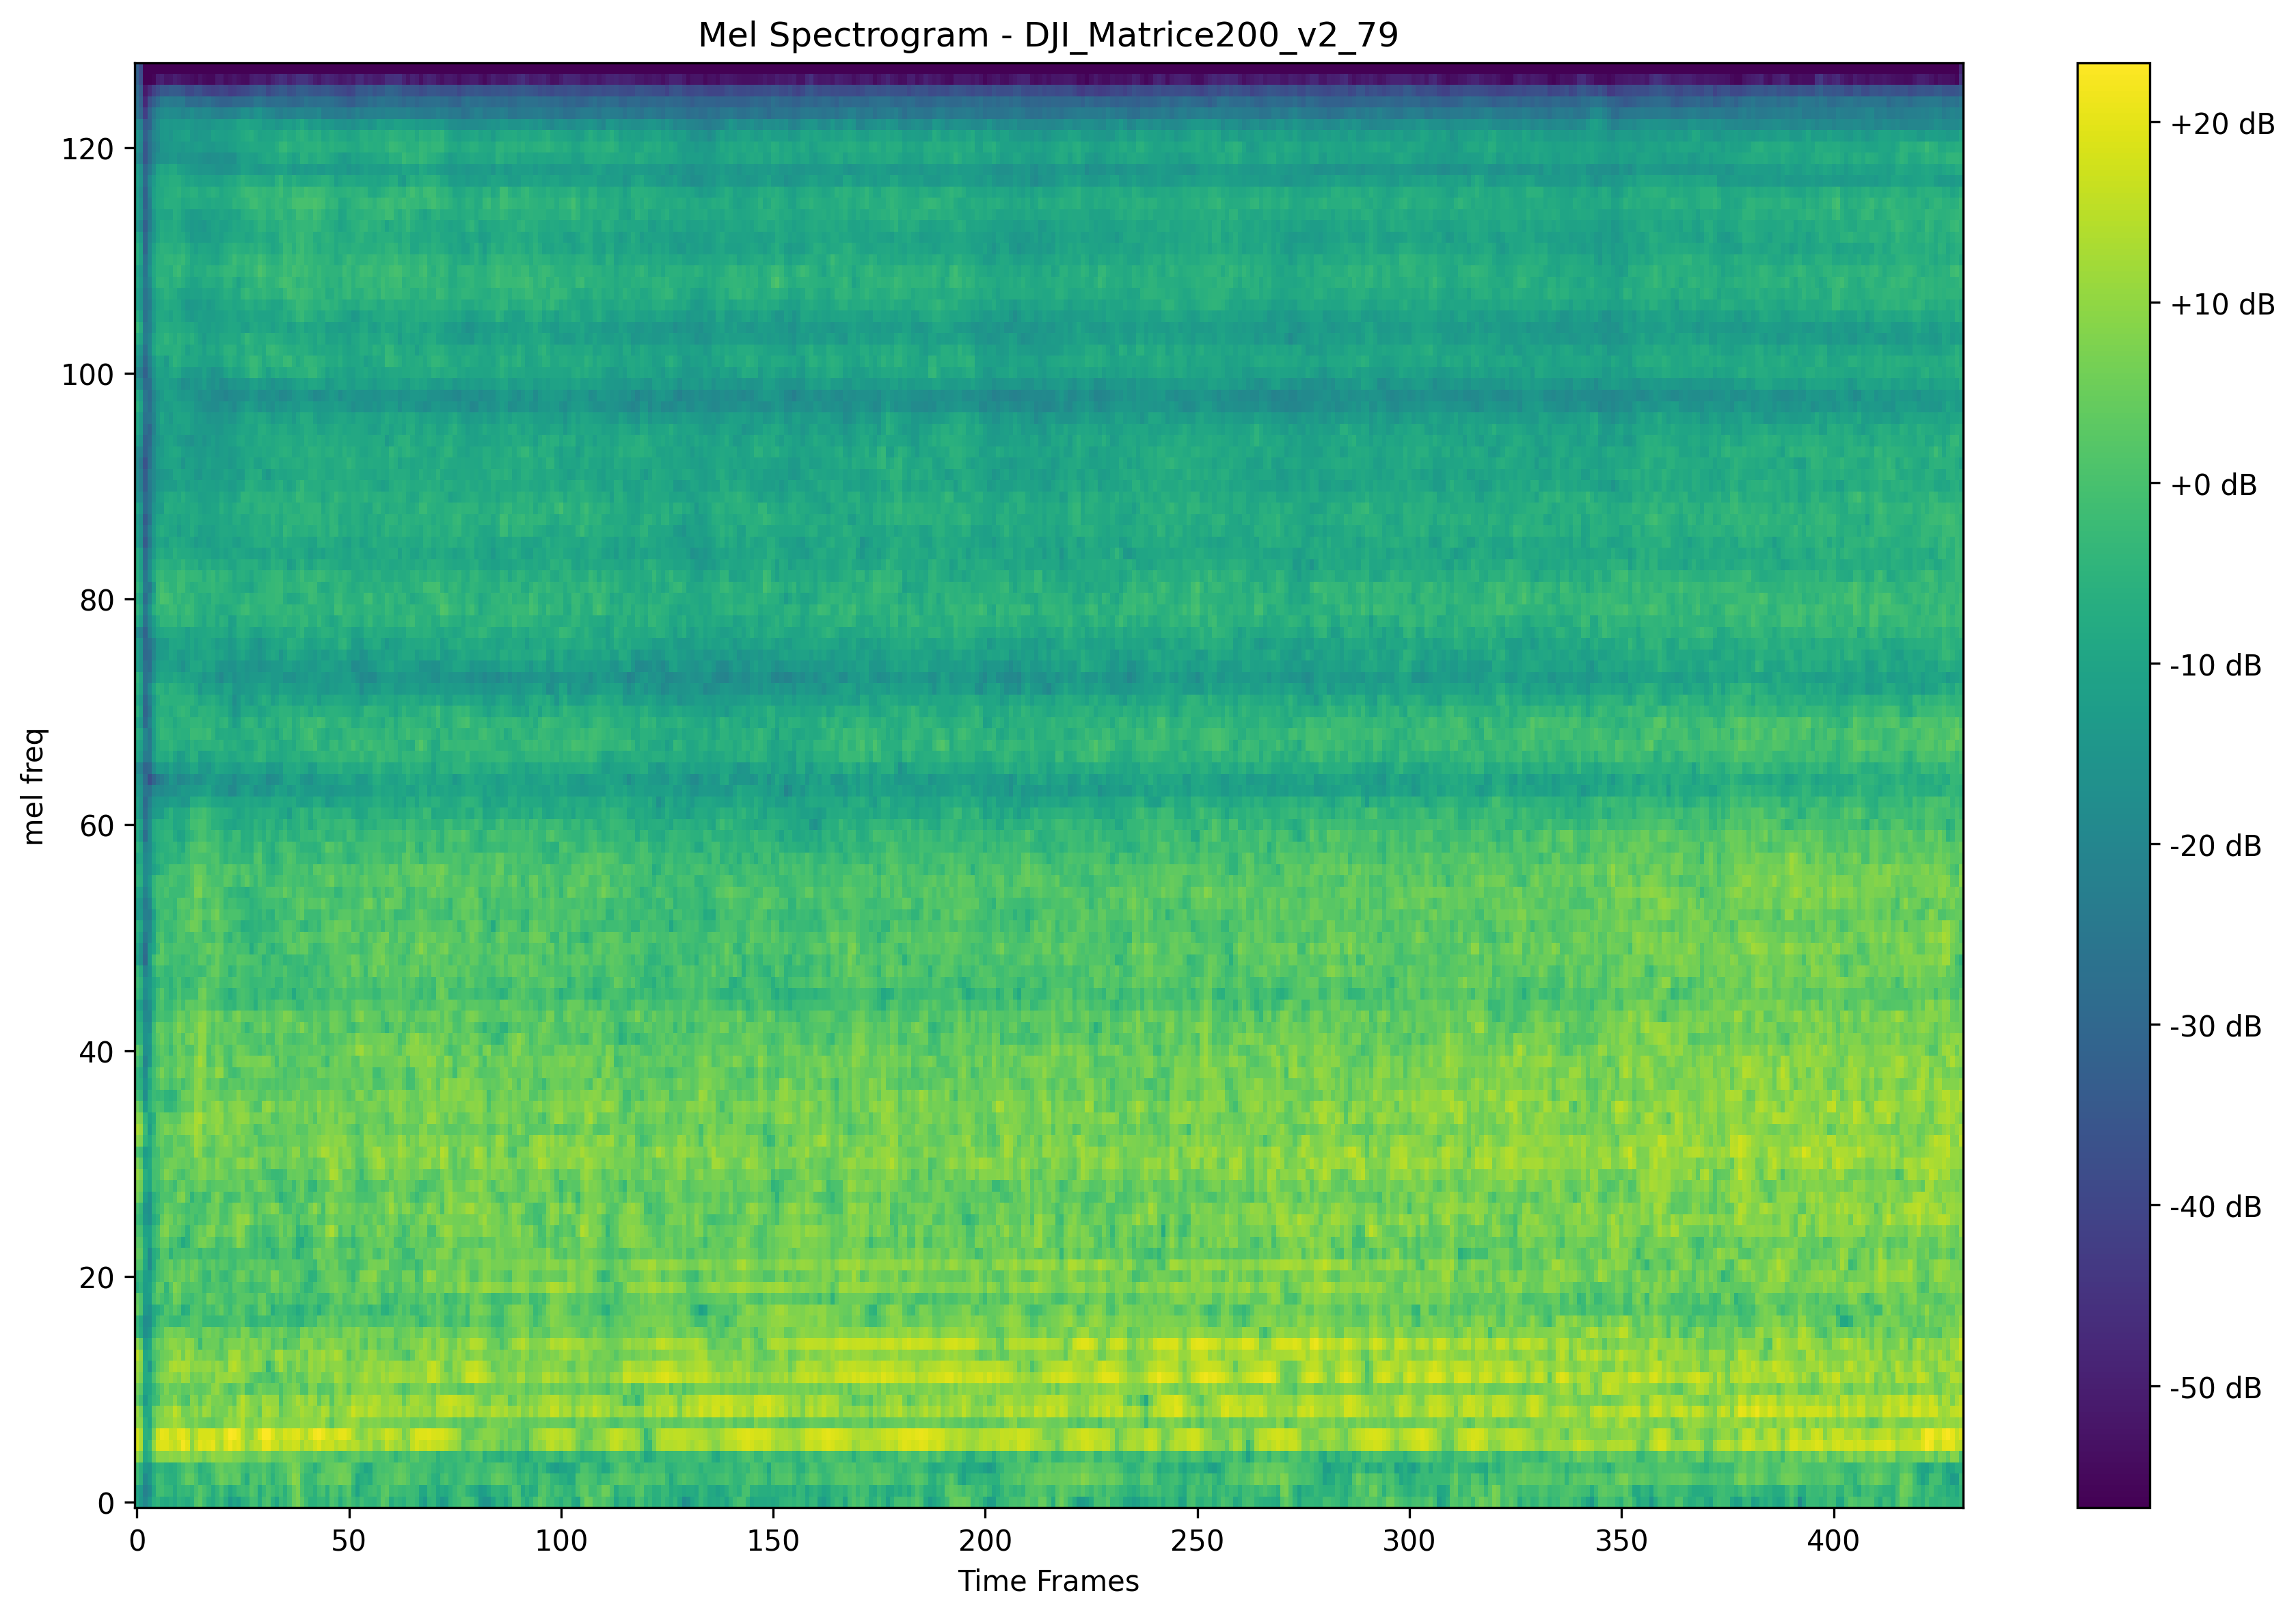 Mel Spectrogram - DJI_Matrice200_v2_79
120
100
80
60
40
20
0
mel freq
0 50 100 150 200 250 300 350 400
Time Frames
+20 dB
+10 dB
+0 dB
-10 dB
-20 dB
-30 dB
-40 dB
-50 dB